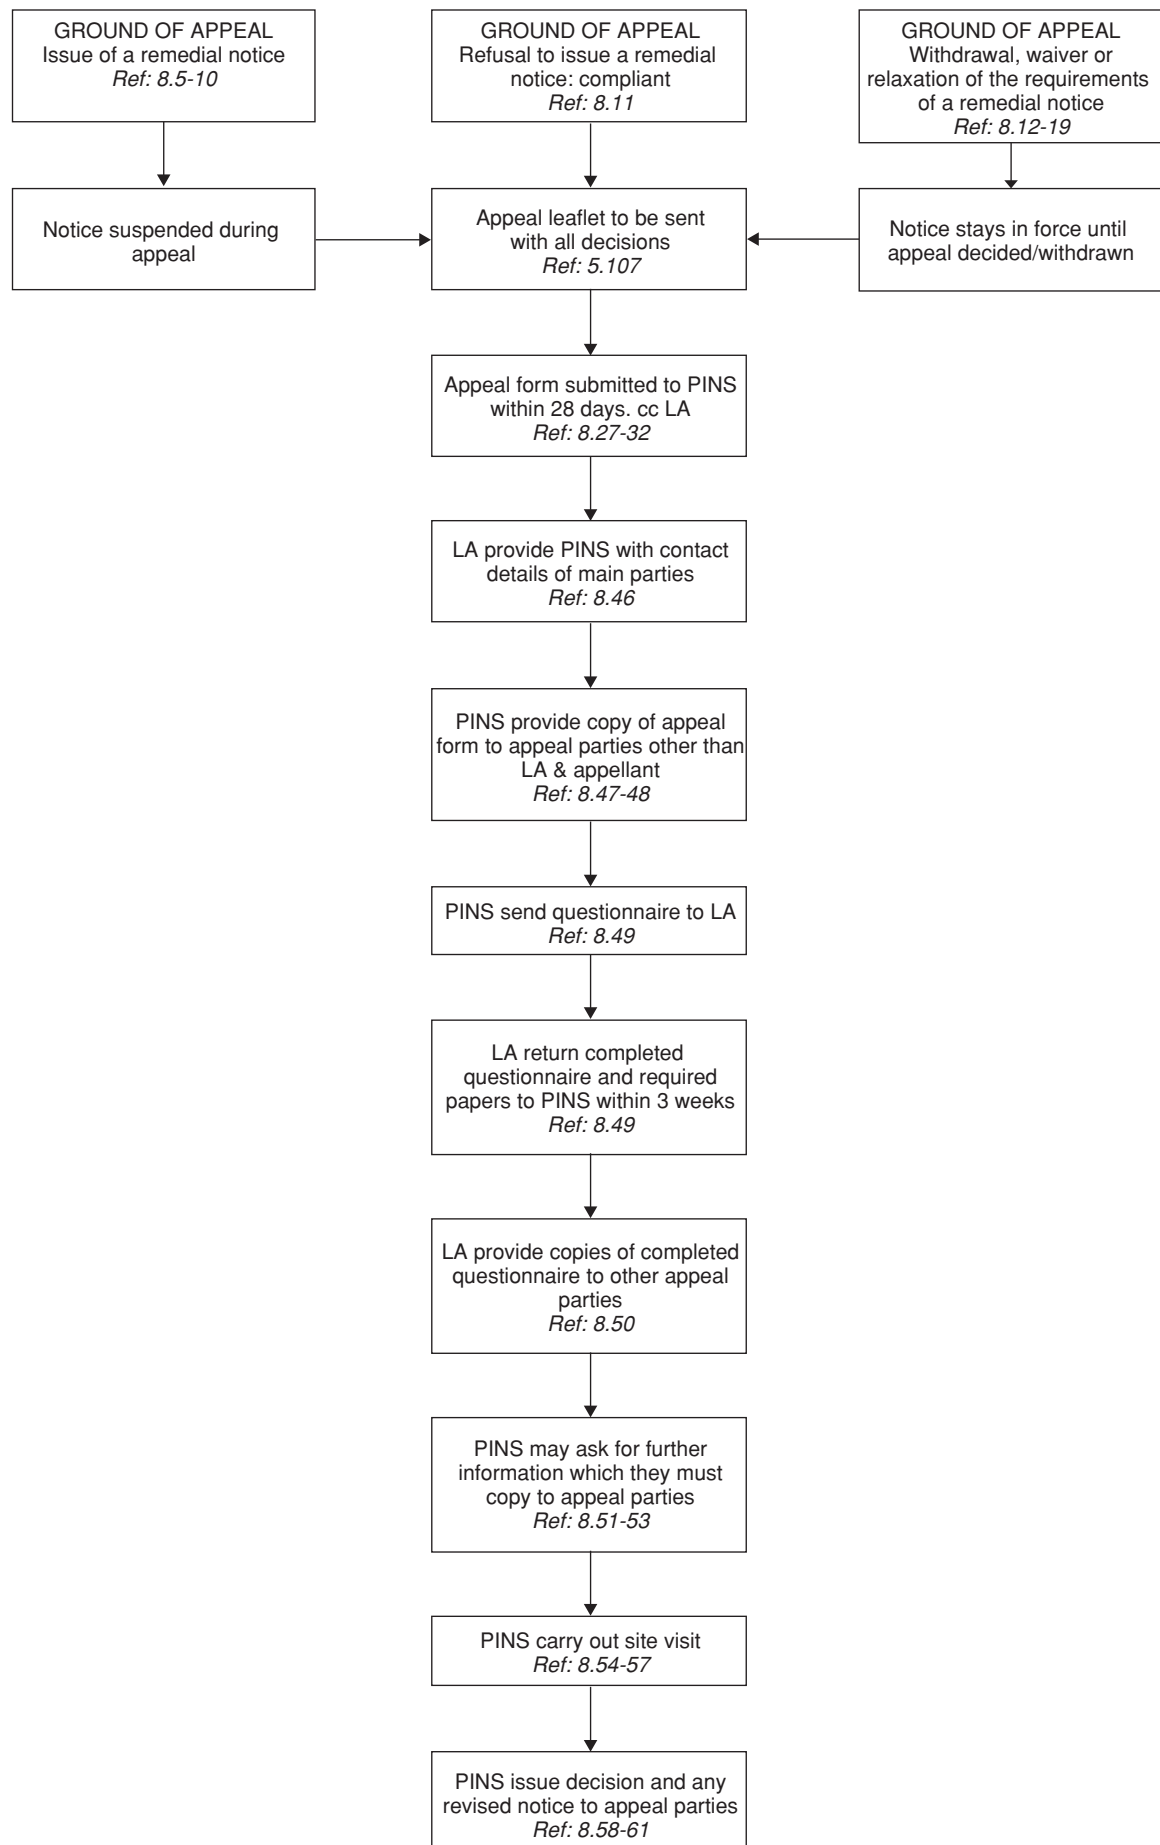 GROUND OF APPEAL
Issue of a remedial notice
Ref: 8.5-10
GROUND OF APPEAL
Refusal to issue a remedial
notice: compliant
Ref: 8.11
GROUND OF APPEAL
Withdrawal, waiver or
relaxation of the requirements
of a remedial notice
Ref: 8.12-19
Notice suspended during
appeal
Appeal leaflet to be sent
with all decisions
Ref: 5.107
Notice stays in force until
appeal decided/withdrawn
Appeal form submitted to PINS
within 28 days. cc LA
Ref: 8.27-32
LA provide PINS with contact
details of main parties
Ref: 8.46
PINS provide copy of appeal
form to appeal parties other than
LA & appellant
Ref: 8.47-48
PINS send questionnaire to LA
Ref: 8.49
LA return completed
questionnaire and required
papers to PINS within 3 weeks
Ref: 8.49
LA provide copies of completed
questionnaire to other appeal
parties
Ref: 8.50
PINS may ask for further
information which they must
copy to appeal parties
Ref: 8.51-53
PINS carry out site visit
Ref: 8.54-57
PINS issue decision and any
revised notice to appeal parties
Ref: 8.58-61